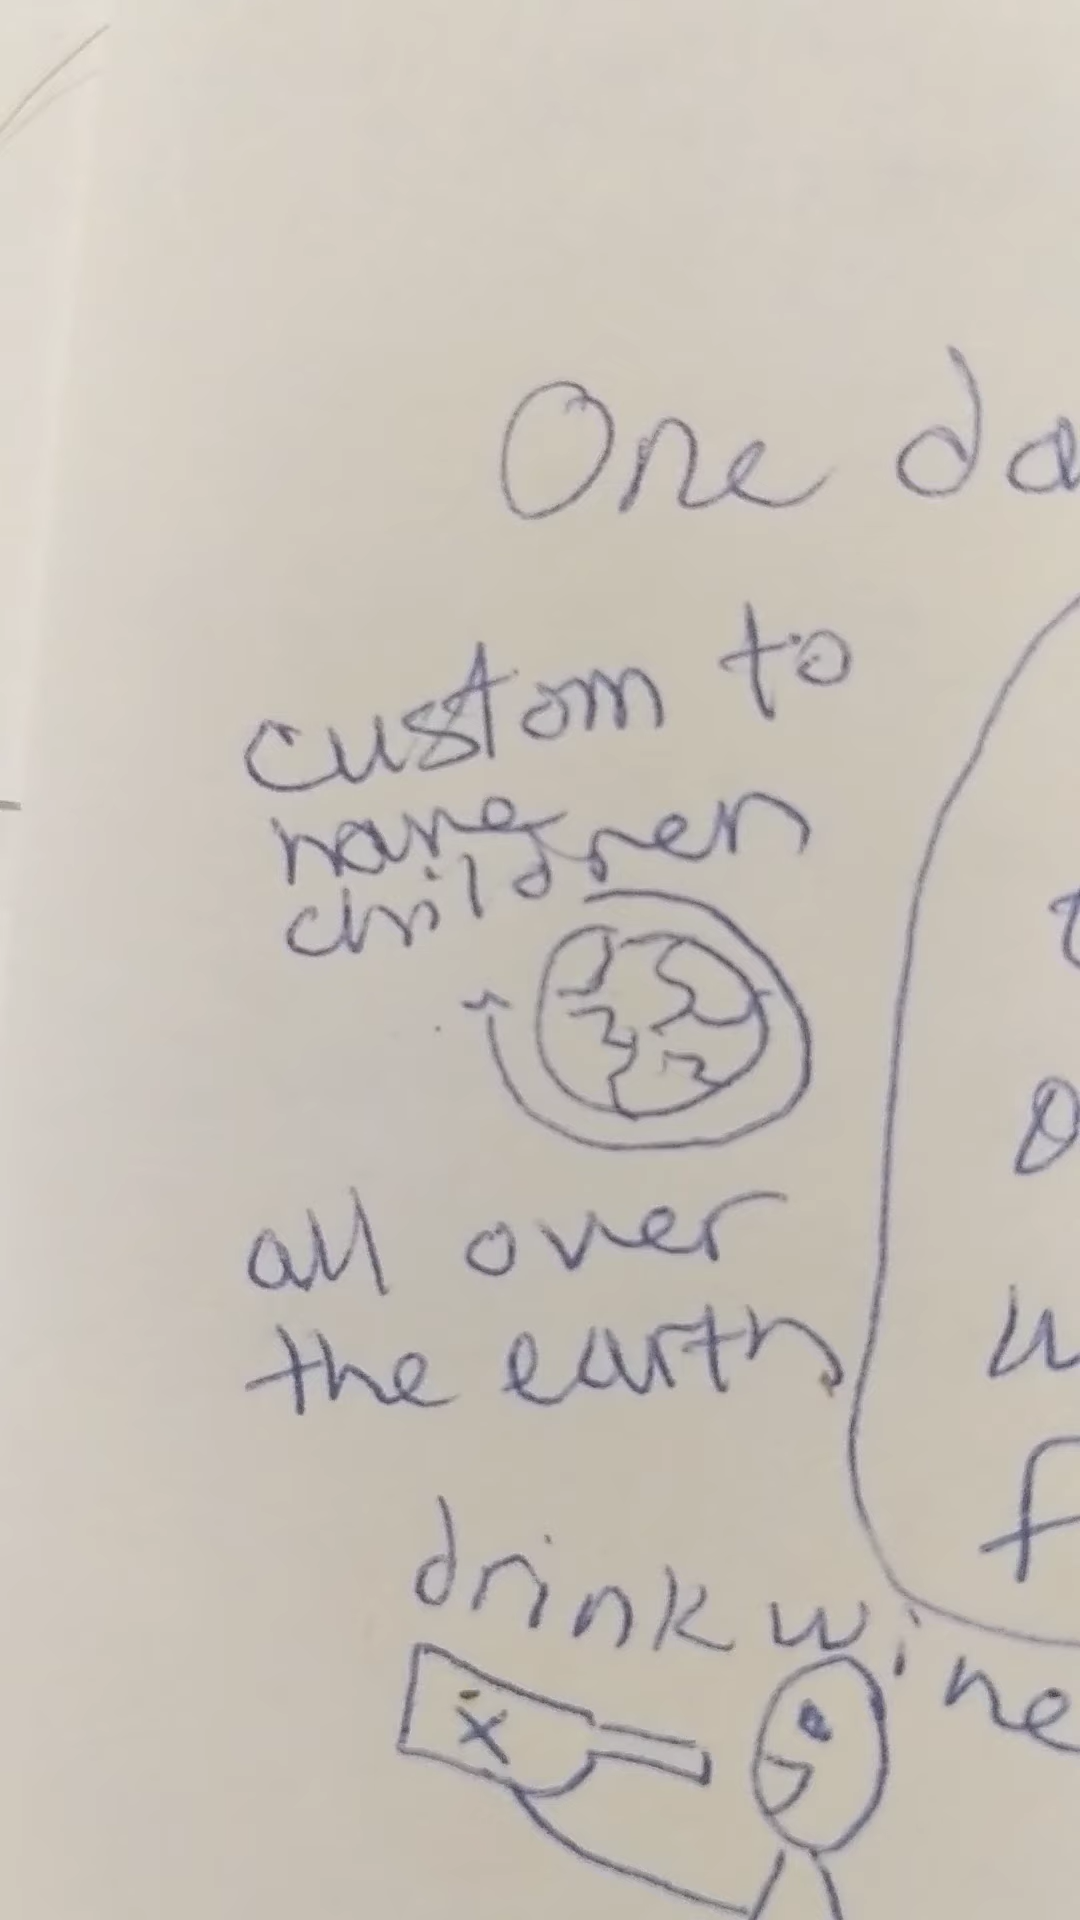 One da
custom to
name
children
all over
the earth
drink wine
x
t
o
w
f